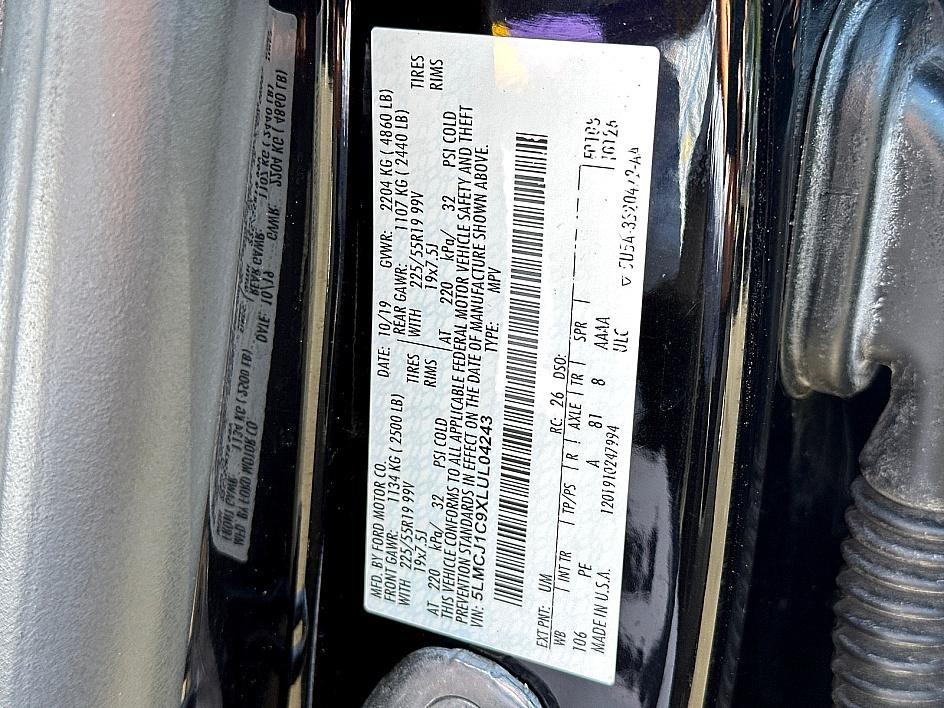 MFD. BY FORD MOTOR CO.
DATE: 10/19 GVWR: 2204 KG ( 4860 LB)
FRONT GAWR: 1134 KG ( 2500 LB)
REAR GAWR: 1107 KG ( 2440 LB)
WITH 225/55R19 99V TIRES
WITH 225/55R19 99V TIRES
19x7.5J RIMS
19x7.5J RIMS
AT 220 kPa/ 32 PSI COLD
AT 220 kPa/ 32 PSI COLD
THIS VEHICLE CONFORMS TO ALL APPLICABLE FEDERAL MOTOR VEHICLE SAFETY AND THEFT
PREVENTION STANDARDS IN EFFECT ON THE DATE OF MANUFACTURE SHOWN ABOVE.
VIN: 5LMCJ1C9XLUL04243 TYPE: MPV
EXT PNT: UM RC: 26 DSO:
WB INT TR TP/PS R AXLE TR SPR
106 PE A 81 8 AAAA
MADE IN U.S.A. 1201910247994 ULC